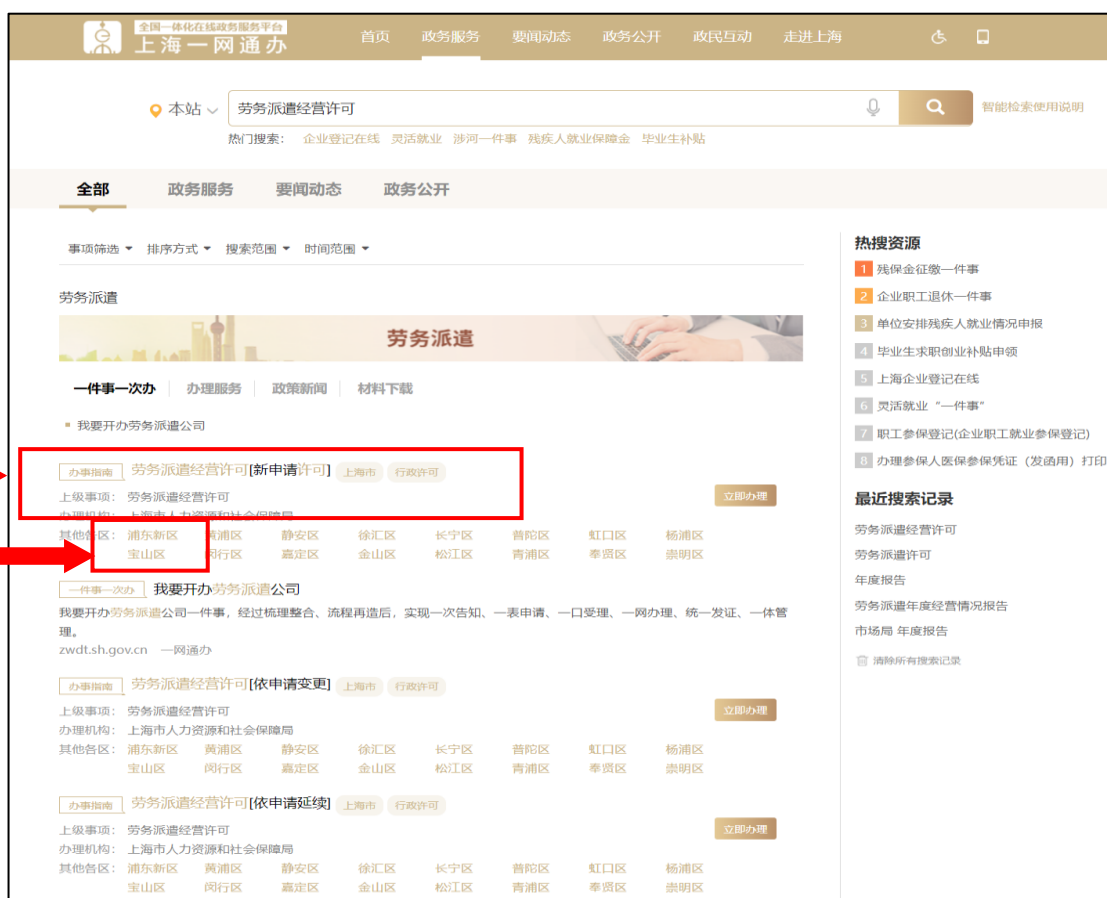 全国一体化在线政务服务平台
上海一网通办
首页 政务服务 要闻动态 政务公开 政民互动 走进上海
本站 劳务派遣经营许可 智能检索使用说明
热门搜索： 企业登记在线 灵活就业 涉河一件事 残疾人就业保障金 毕业生补贴
全部 政务服务 要闻动态 政务公开
事项筛选 排序方式 搜索范围 时间范围
劳务派遣
劳务派遣
一件事一次办 办理服务 政策新闻 材料下载
我要开办劳务派遣公司
办事指南 劳务派遣经营许可[新申请许可] 上海市 行政许可
上级事项： 劳务派遣经营许可 立即办理
办理机构： 上海市人力资源和社会保障局
其他各区： 浦东新区 黄浦区 静安区 徐汇区 长宁区 普陀区 虹口区 杨浦区
宝山区 闵行区 嘉定区 金山区 松江区 青浦区 奉贤区 崇明区
一件事一次办 我要开办劳务派遣公司
我要开办劳务派遣公司一件事，经过梳理整合、流程再造后，实现一次告知、一表申请、一口受理、一网办理、统一发证、一体管
理。
zwdt.sh.gov.cn 一网通办
办事指南 劳务派遣经营许可[依申请变更] 上海市 行政许可
上级事项： 劳务派遣经营许可 立即办理
办理机构： 上海市人力资源和社会保障局
其他各区： 浦东新区 黄浦区 静安区 徐汇区 长宁区 普陀区 虹口区 杨浦区
宝山区 闵行区 嘉定区 金山区 松江区 青浦区 奉贤区 崇明区
办事指南 劳务派遣经营许可[依申请延续] 上海市 行政许可
上级事项： 劳务派遣经营许可 立即办理
办理机构： 上海市人力资源和社会保障局
其他各区： 浦东新区 黄浦区 静安区 徐汇区 长宁区 普陀区 虹口区 杨浦区
宝山区 闵行区 嘉定区 金山区 松江区 青浦区 奉贤区 崇明区
热搜资源
1 残保金征缴一件事
2 企业职工退休一件事
3 单位安排残疾人就业情况申报
4 毕业生求职创业补贴申领
5 上海企业登记在线
6 灵活就业“一件事”
7 职工参保登记(企业职工就业参保登记)
8 办理参保人医保参保凭证（发函用）打印
最近搜索记录
劳务派遣经营许可
劳务派遣许可
年度报告
劳务派遣年度经营情况报告
市场局 年度报告
清除所有搜索记录